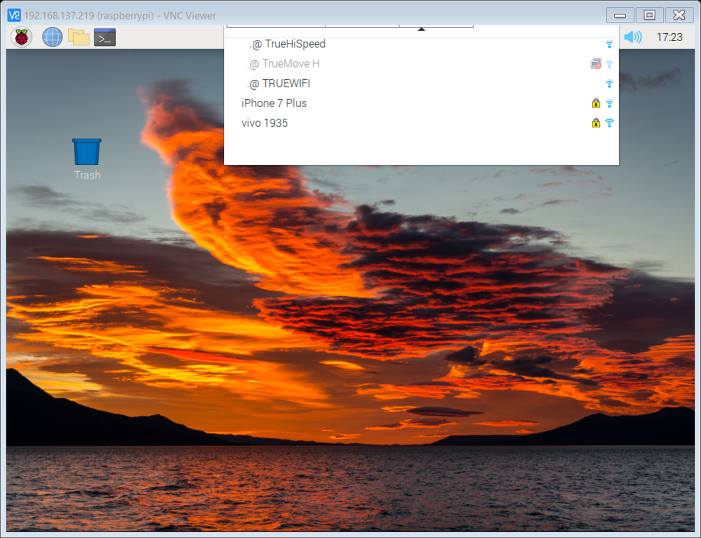 192.168.137.219 (raspberrypi) - VNC Viewer
17:23
.@ TrueHiSpeed
.@ TrueMove H
.@ TRUEWIFI
iPhone 7 Plus
vivo 1935
Trash